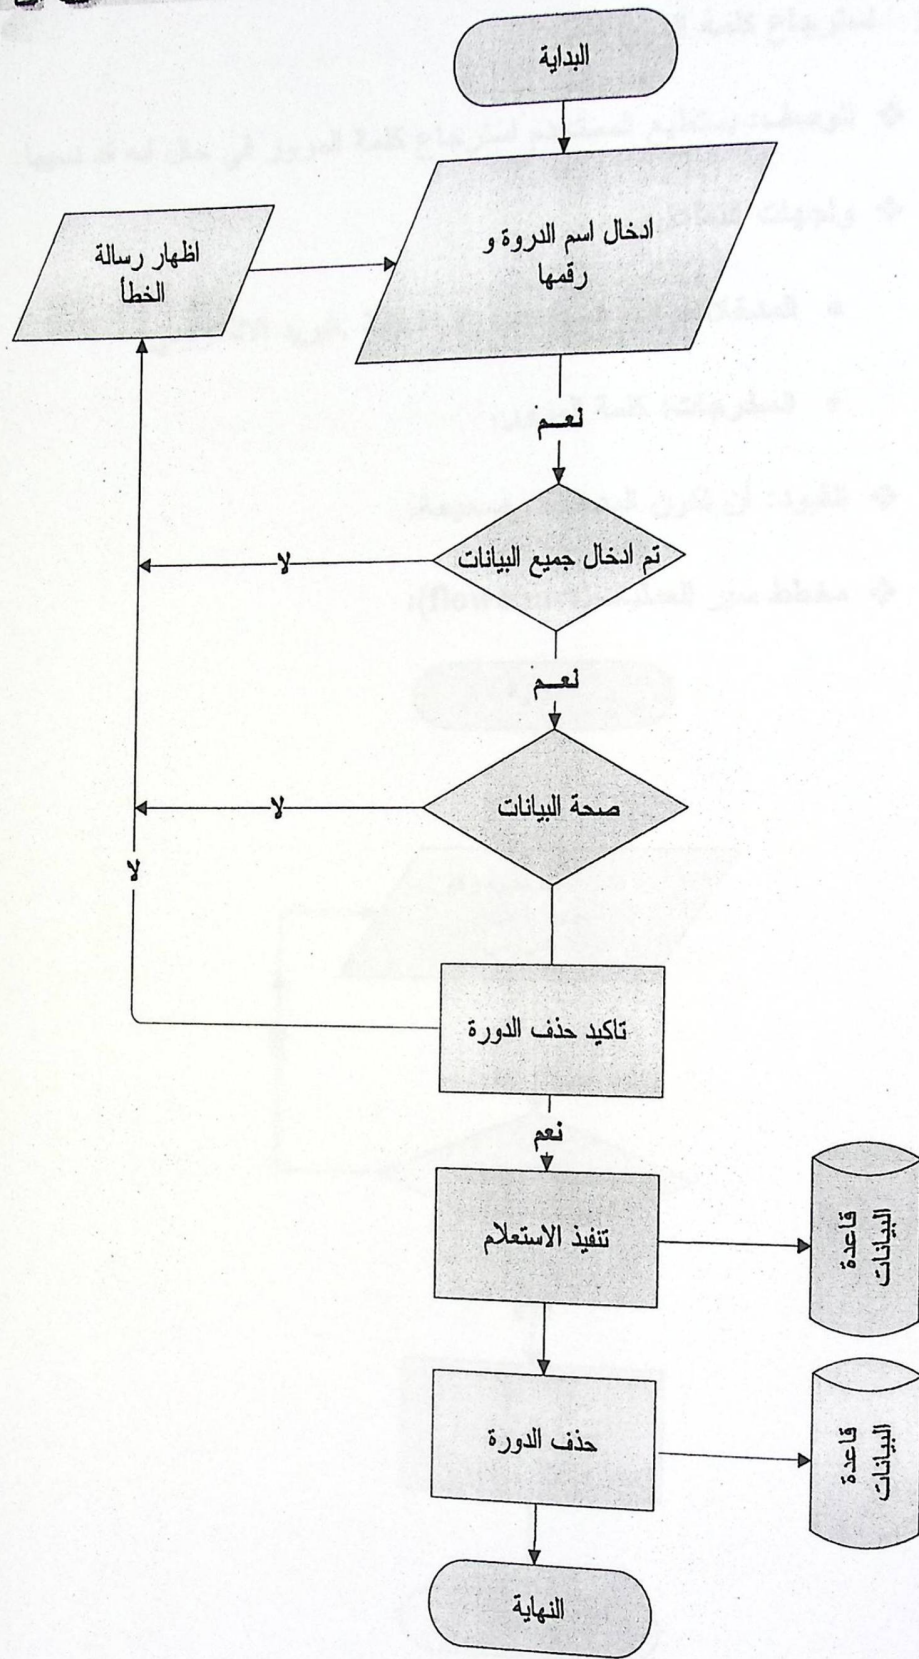 البداية
ادخال اسم الدروة و
رقمها
اظهار رسالة
الخطأ
نعم
تم ادخال جميع البيانات
لا
نعم
صحة البيانات
لا
لا
تاكيد حذف الدورة
نعم
تنفيذ الاستعلام
قاعدة
البيانات
حذف الدورة
قاعدة
البيانات
النهاية